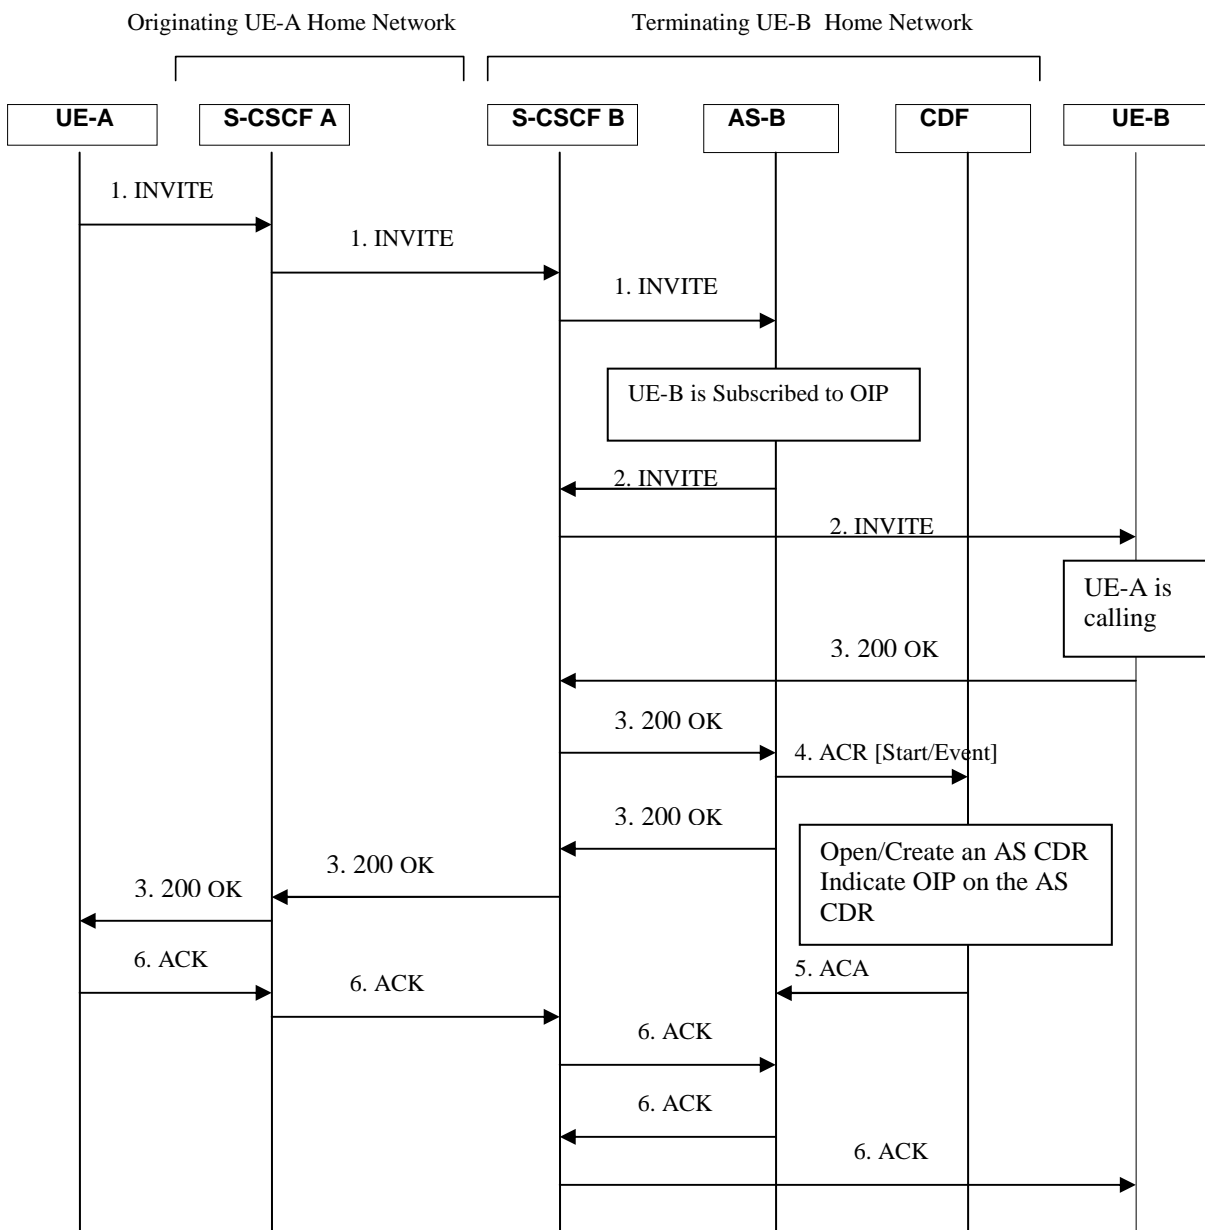 Originating UE-A Home Network
Terminating UE-B Home Network
UE-A
S-CSCF A
S-CSCF B
AS-B
CDF
UE-B
1. INVITE
1. INVITE
1. INVITE
UE-B is Subscribed to OIP
2. INVITE
2. INVITE
UE-A is
calling
3. 200 OK
3. 200 OK
4. ACR [Start/Event]
3. 200 OK
Open/Create an AS CDR
Indicate OIP on the AS
CDR
3. 200 OK
3. 200 OK
6. ACK
5. ACA
6. ACK
6. ACK
6. ACK
6. ACK